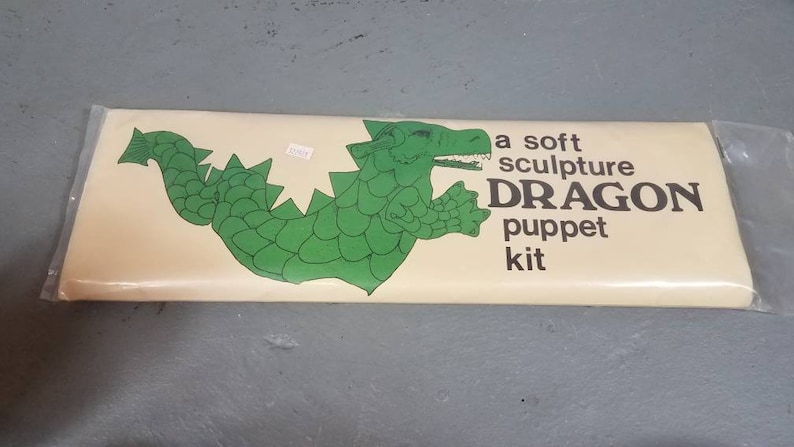 a soft
sculpture
DRAGON
puppet
kit